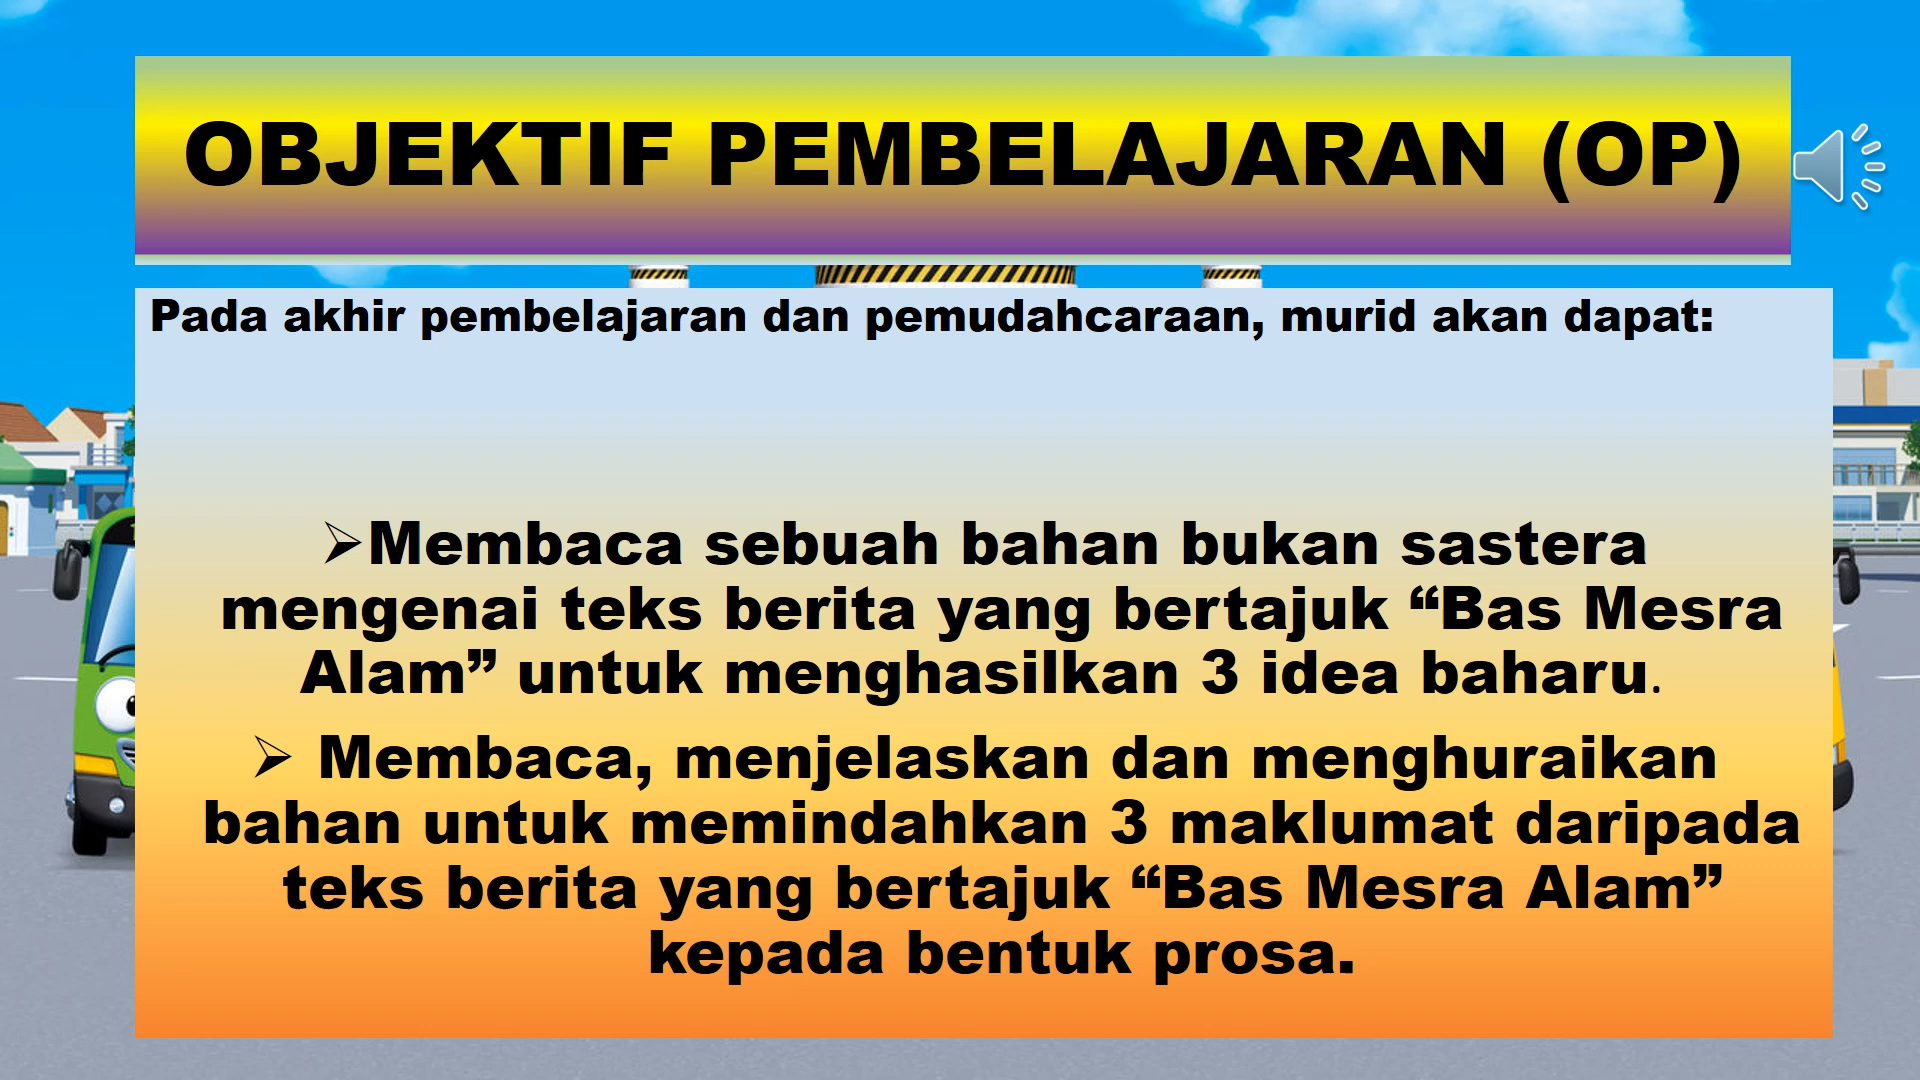 OBJEKTIF PEMBELAJARAN (OP)
Pada akhir pembelajaran dan pemudahcaraan, murid akan dapat:
➢Membaca sebuah bahan bukan sastera
mengenai teks berita yang bertajuk “Bas Mesra
Alam” untuk menghasilkan 3 idea baharu.
➢ Membaca, menjelaskan dan menghuraikan
bahan untuk memindahkan 3 maklumat daripada
teks berita yang bertajuk “Bas Mesra Alam”
kepada bentuk prosa.